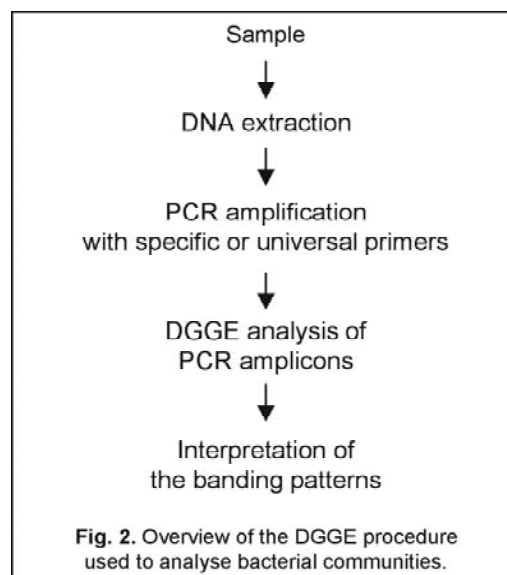 Sample
DNA extraction
PCR amplification
with specific or universal primers
DGGE analysis of
PCR amplicons
Interpretation of
the banding patterns
Fig. 2. Overview of the DGGE procedure
used to analyse bacterial communities.